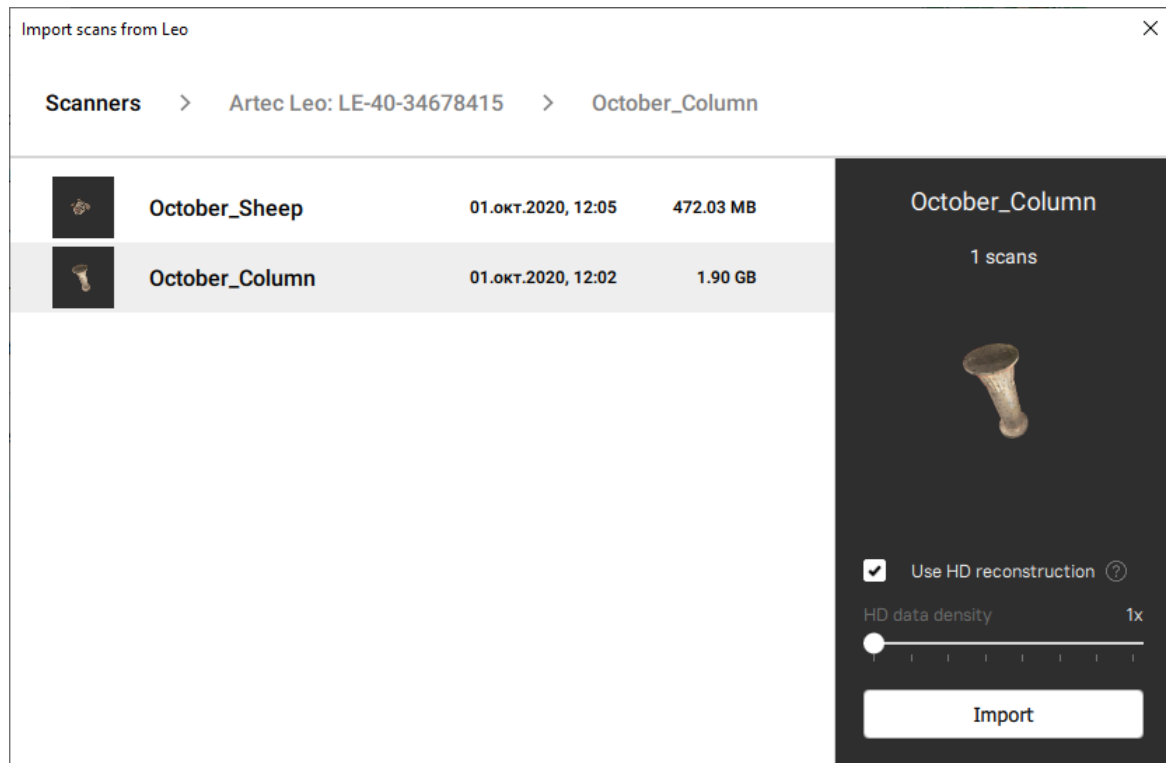 Import scans from Leo
Scanners > Artec Leo: LE-40-34678415 > October_Column
October_Sheep 01.окт.2020, 12:05 472.03 MB
October_Column 01.окт.2020, 12:02 1.90 GB
October_Column
1 scans
Use HD reconstruction ?
HD data density 1x
Import